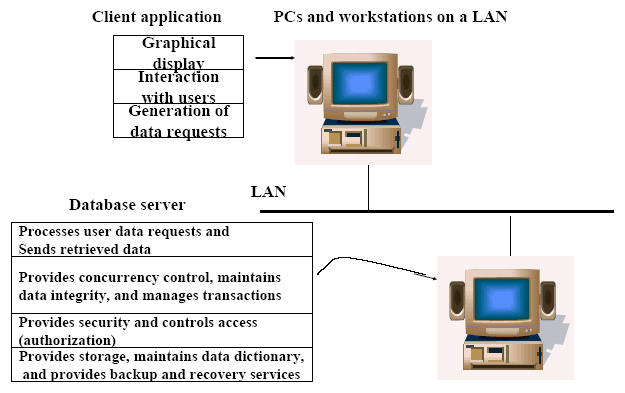 Client application
PCs and workstations on a LAN
Graphical
display
Interaction
with users
Generation of
data requests
LAN
Database server
Processes user data requests and
Sends retrieved data
Provides concurrency control, maintains
data integrity, and manages transactions
Provides security and controls access
(authorization)
Provides storage, maintains data dictionary,
and provides backup and recovery services